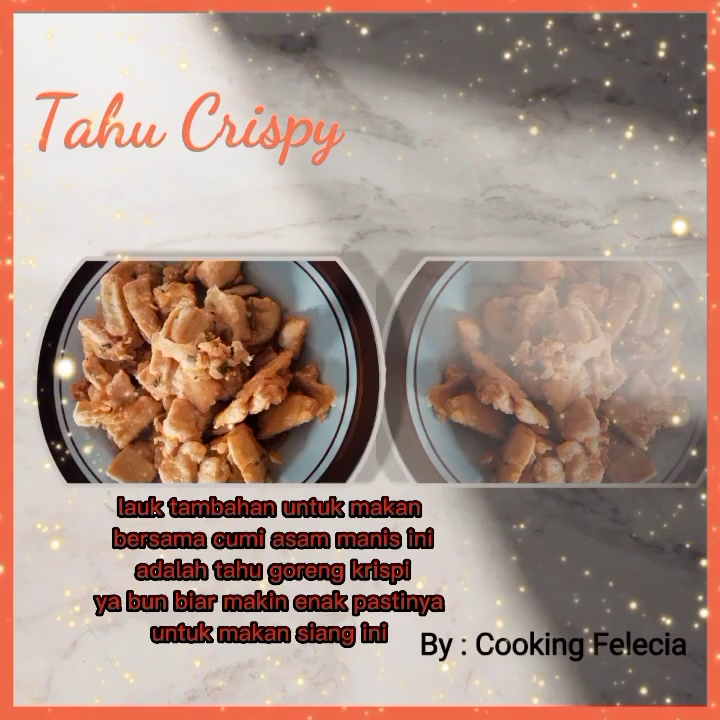 Tahu Crispy
lauk tambahan untuk makan
bersama cumi asam manis ini
adalah tahu goreng krispi
ya bun biar makin enak pastinya
untuk makan siang ini
By : Cooking Felecia